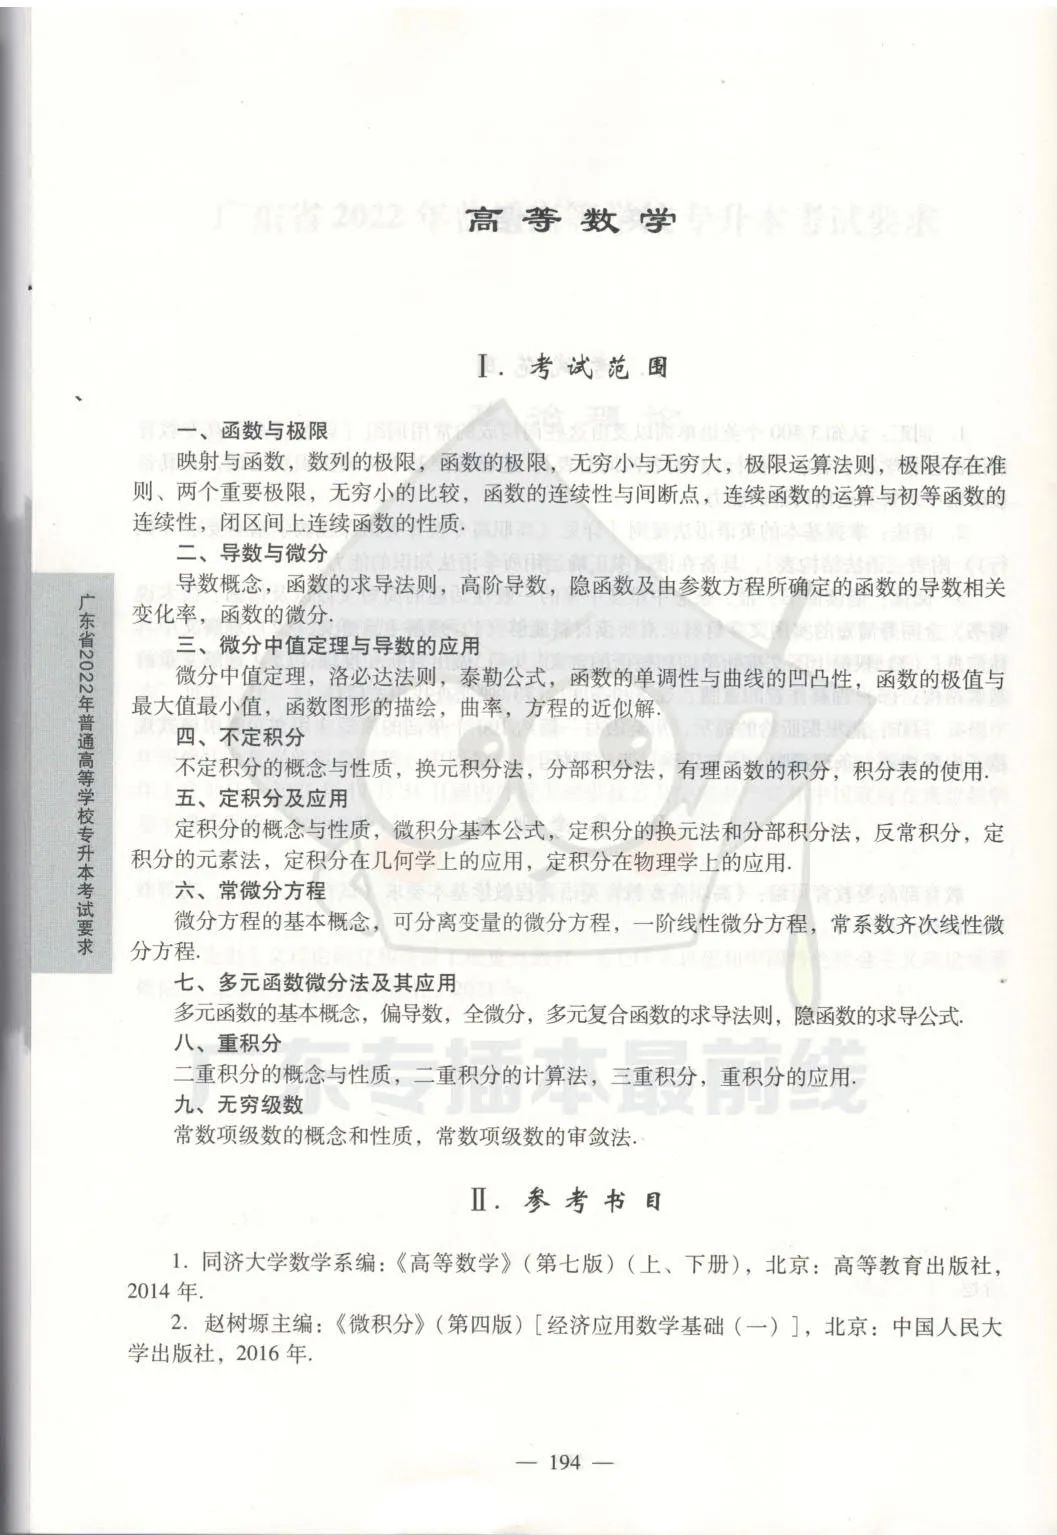 高等数学
Ⅰ. 考试范围
一、函数与极限
映射与函数，数列的极限，函数的极限，无穷小与无穷大，极限运算法则，极限存在准
则、两个重要极限，无穷小的比较，函数的连续性与间断点，连续函数的运算与初等函数的
连续性，闭区间上连续函数的性质.
二、导数与微分
导数概念，函数的求导法则，高阶导数，隐函数及由参数方程所确定的函数的导数相关
变化率，函数的微分.
三、微分中值定理与导数的应用
微分中值定理，洛必达法则，泰勒公式，函数的单调性与曲线的凹凸性，函数的极值与
最大值最小值，函数图形的描绘，曲率，方程的近似解.
四、不定积分
不定积分的概念与性质，换元积分法，分部积分法，有理函数的积分，积分表的使用.
五、定积分及应用
定积分的概念与性质，微积分基本公式，定积分的换元法和分部积分法，反常积分，定
积分的元素法，定积分在几何学上的应用，定积分在物理学上的应用.
六、常微分方程
微分方程的基本概念，可分离变量的微分方程，一阶线性微分方程，常系数齐次线性微
分方程.
七、多元函数微分法及其应用
多元函数的基本概念，偏导数，全微分，多元复合函数的求导法则，隐函数的求导公式.
八、重积分
二重积分的概念与性质，二重积分的计算法，三重积分，重积分的应用.
九、无穷级数
常数项级数的概念和性质，常数项级数的审敛法.
Ⅱ. 参考书目
1. 同济大学数学系编：《高等数学》（第七版）（上、下册），北京：高等教育出版社，
2014 年.
2. 赵树嫄主编：《微积分》（第四版）[经济应用数学基础（一）]，北京：中国人民大
学出版社，2016 年.
— 194 —
广东省2022年普通高等学校专升本考试要求
广东专插本最前线